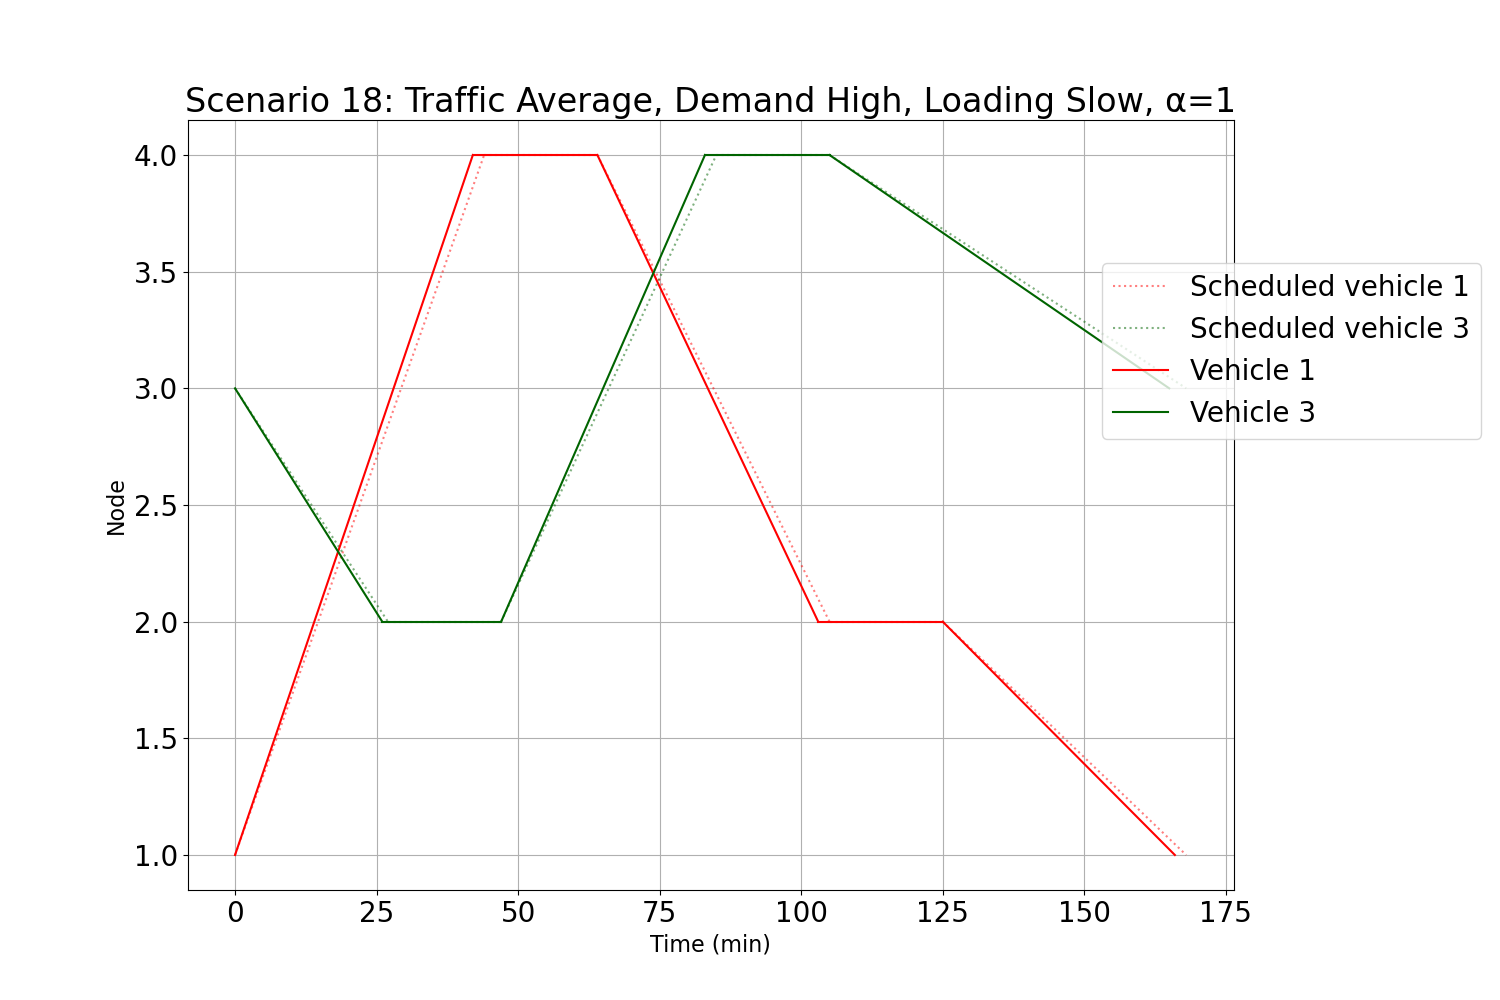 Scenario 18: Traffic Average, Demand High, Loading Slow, α=1
4.0
3.5
3.0
2.5
2.0
1.5
1.0
Node
0 25 50 75 100 125 150 175
Time (min)
Scheduled vehicle 1
Scheduled vehicle 3
Vehicle 1
Vehicle 3